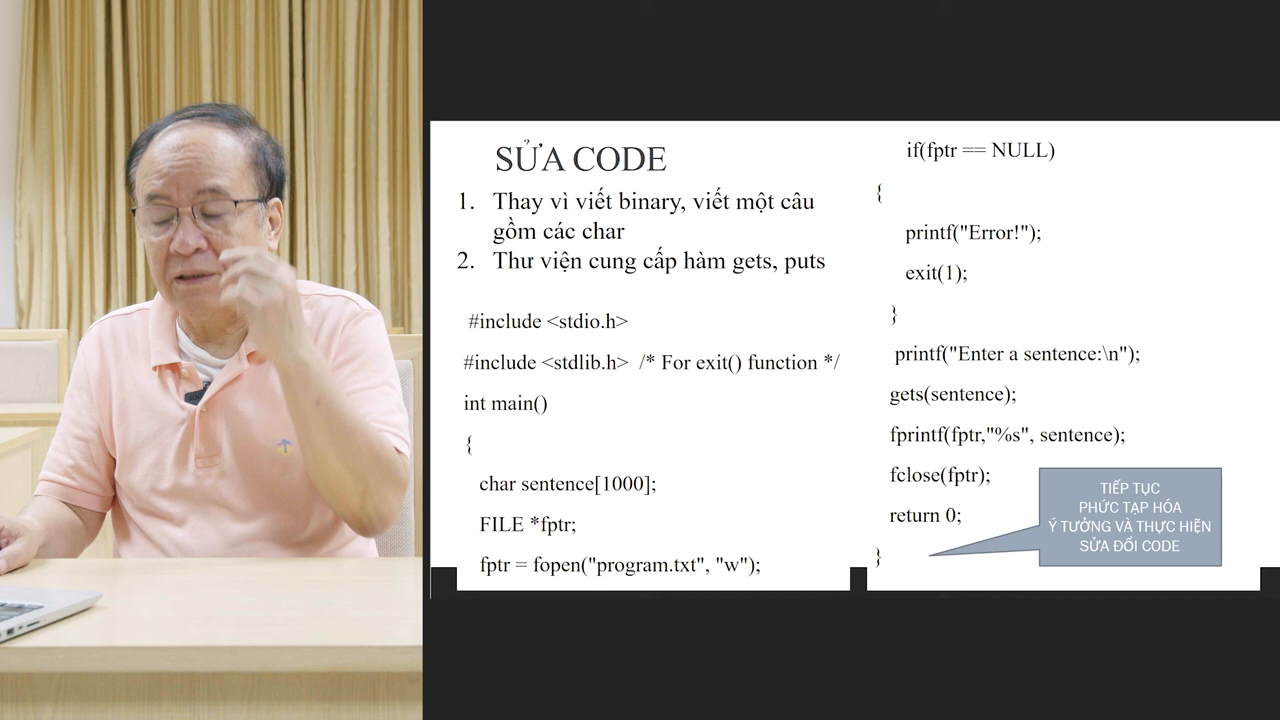 SỬA CODE
1. Thay vì viết binary, viết một câu
gồm các char
2. Thư viện cung cấp hàm gets, puts
#include <stdio.h>
#include <stdlib.h> /* For exit() function */
int main()
{
char sentence[1000];
FILE *fptr;
fptr = fopen("program.txt", "w");
if(fptr == NULL)
{
printf("Error!");
exit(1);
}
printf("Enter a sentence:\n");
gets(sentence);
fprintf(fptr,"%s", sentence);
fclose(fptr);
return 0;
}
TIẾP TỤC
PHỨC TẠP HÓA
Ý TƯỞNG VÀ THỰC HIỆN
SỬA ĐỔI CODE